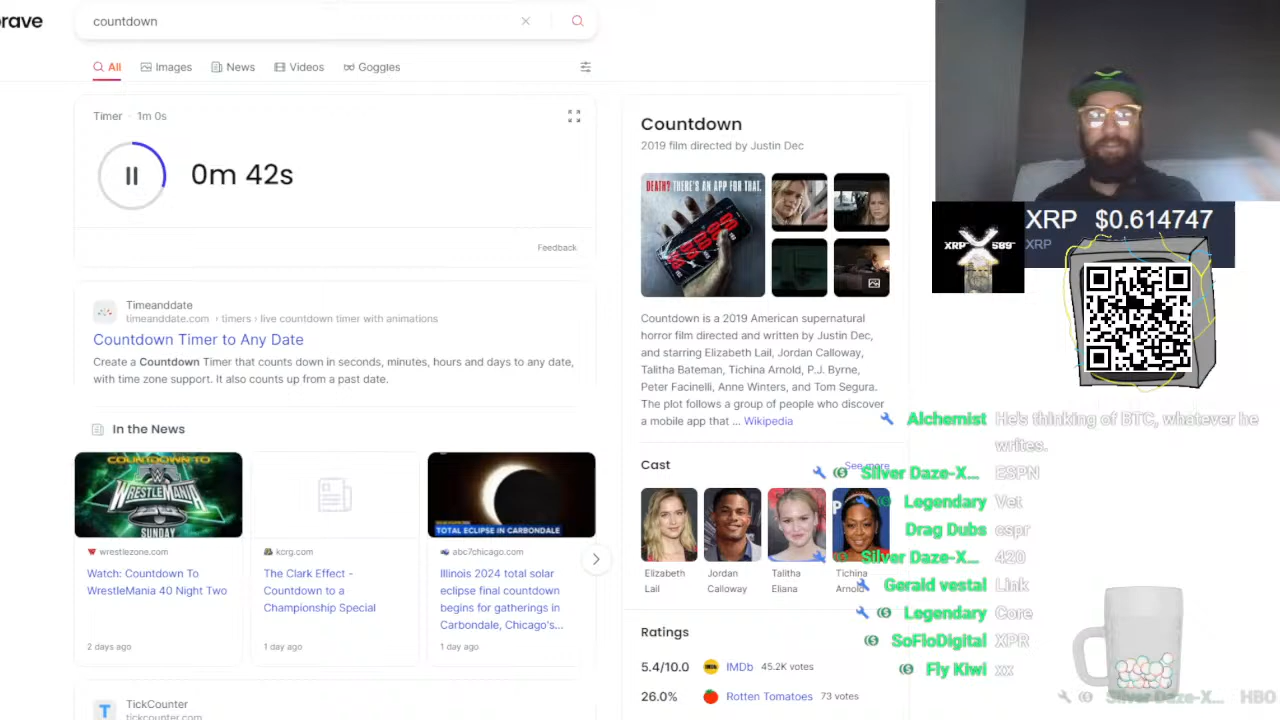 brave
countdown
All
Images
News
Videos
Goggles
Timer · 1m 0s
0m 42s
Feedback
Timeanddate
timeanddate.com › timers › live countdown timer with animations
Countdown Timer to Any Date
Create a Countdown Timer that counts down in seconds, minutes, hours and days to any date,
with time zone support. It also counts up from a past date.
In the News
COUNTDOWN TO
WRESTLEMANIA
SUNDAY
TOTAL ECLIPSE IN CARBONDALE
wrestlezone.com
Watch: Countdown To
WrestleMania 40 Night Two
2 days ago
kcrg.com
The Clark Effect -
Countdown to a
Championship Special
1 day ago
abc7chicago.com
Illinois 2024 total solar
eclipse final countdown
begins for gatherings in
Carbondale, Chicago's...
1 day ago
TickCounter
tickcounter.com
Countdown
2019 film directed by Justin Dec
DEATH? THERE'S AN APP FOR THAT.
Countdown is a 2019 American supernatural
horror film directed and written by Justin Dec,
and starring Elizabeth Lail, Jordan Calloway,
Talitha Bateman, Tichina Arnold, P.J. Byrne,
Peter Facinelli, Anne Winters, and Tom Segura.
The plot follows a group of people who discover
a mobile app that ... Wikipedia
Cast
See more
Elizabeth
Lail
Jordan
Calloway
Talitha
Eliana
Tichina
Arnold
Ratings
5.4/10.0 IMDb 45.2K votes
26.0% Rotten Tomatoes 73 votes
XRP 589
XRP $0.614747
XRP
Alchemist He's thinking of BTC, whatever he
writes.
Silver Daze-X... ESPN
Legendary Vet
Drag Dubs cspr
Silver Daze-X... 420
Gerald vestal Link
Legendary Core
SoFloDigital XPR
Fly Kiwi xx
Silver Daze-X... HBO